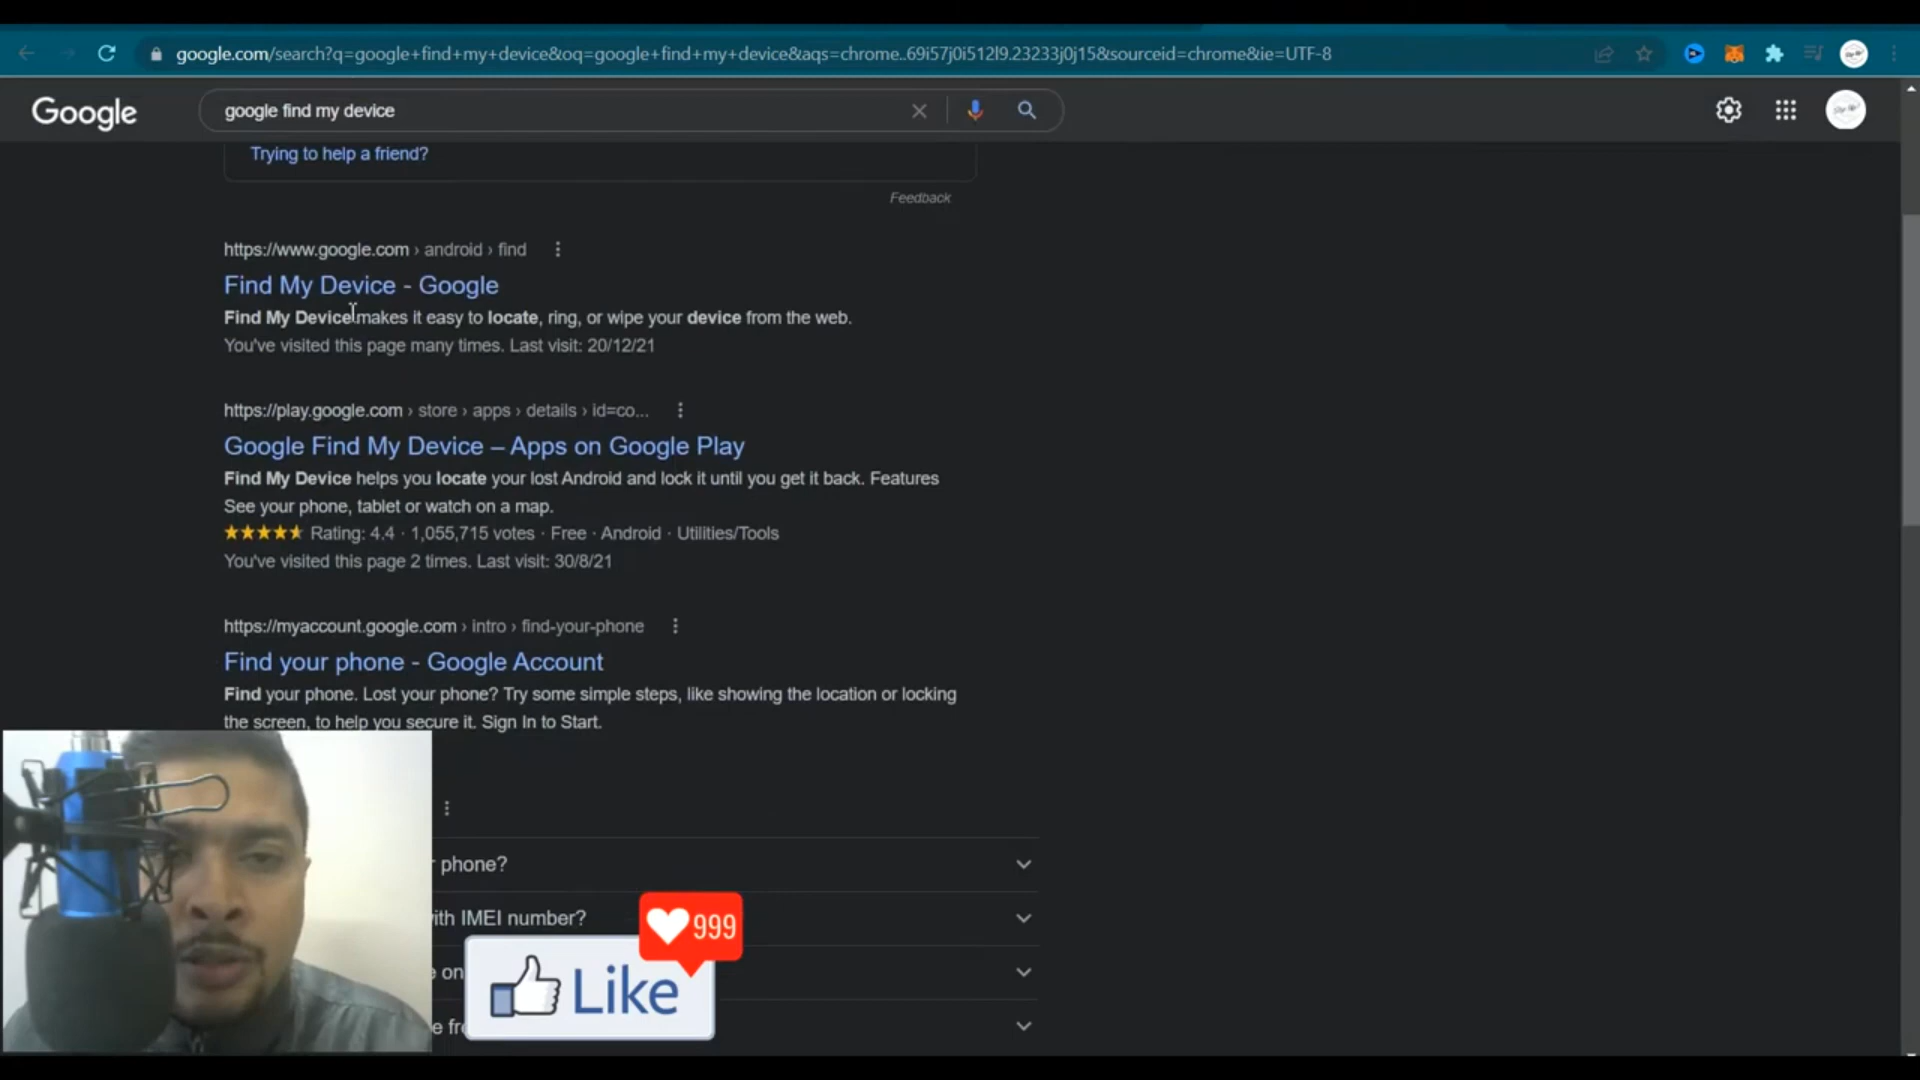 google.com/search?q=google+find+my+device&oq=google+find+my+device&aqs=chrome..69i57j0i512l9.23233j0j15&sourceid=chrome&ie=UTF-8
Google
google find my device
Trying to help a friend?
Feedback
https://www.google.com › android › find
Find My Device - Google
Find My Device makes it easy to locate, ring, or wipe your device from the web.
You've visited this page many times. Last visit: 20/12/21
https://play.google.com › store › apps › details › id=co...
Google Find My Device – Apps on Google Play
Find My Device helps you locate your lost Android and lock it until you get it back. Features
See your phone, tablet or watch on a map.
Rating: 4.4 · 1,055,715 votes · Free · Android · Utilities/Tools
You've visited this page 2 times. Last visit: 30/8/21
https://myaccount.google.com › intro › find-your-phone
Find your phone - Google Account
Find your phone. Lost your phone? Try some simple steps, like showing the location or locking
the screen, to help you secure it. Sign In to Start.
phone?
with IMEI number?
999
on
Like